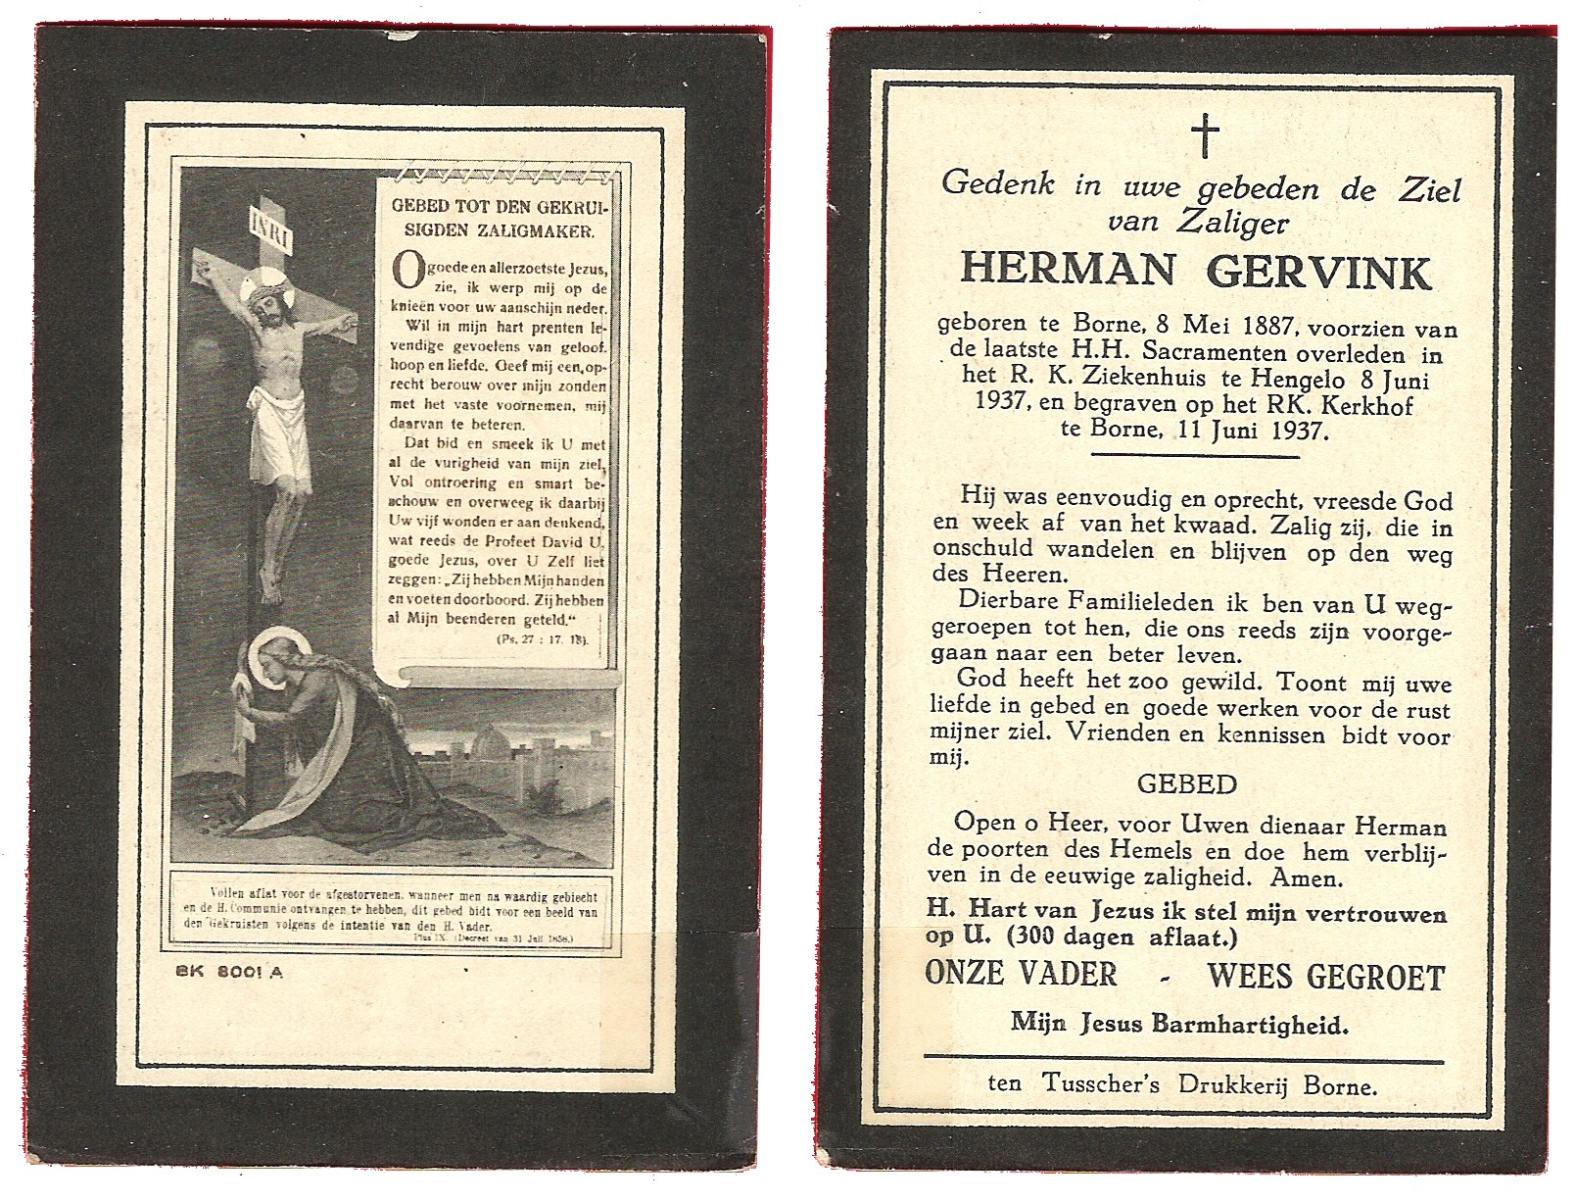 INRI
GEBED TOT DEN GEKRUI-
SIGDEN ZALIGMAKER.
O goede en allerzoetste Jezus,
zie, ik werp mij op de
knieën voor uw aanschijn neder.
Wil in mijn hart prenten le-
vendige gevoelens van geloof.
hoop en liefde. Geef mij een, op-
recht berouw over mijn zonden
met het vaste voornemen, mij
daarvan te beteren.
Dat bid en smeek ik U met
al de vurigheid van mijn ziel,
Vol ontroering en smart be-
schouw en overweeg ik daarbij
Uw vijf wonden er aan denkend,
wat reeds de Profeet David U,
goede Jezus, over U Zelf liet
zeggen: „Zij hebben Mijn handen
en voeten doorboord. Zij hebben
al Mijn beenderen geteld."
(Ps. 27 : 17. 18).
Vollen aflat voor de afgestorvenen, wanneer men na waardig gebiecht
en de H. Communie ontvangen te hebben, dit gebed bidt voor een beeld van
den Gekruisten volgens de intentie van den H. Vader.
Pius IX. (Decreet van 31 Juli 1858.)
BK 8001 A
Gedenk in uwe gebeden de Ziel
van Zaliger
HERMAN GERVINK
geboren te Borne, 8 Mei 1887, voorzien van
de laatste H.H. Sacramenten overleden in
het R. K. Ziekenhuis te Hengelo 8 Juni
1937, en begraven op het RK. Kerkhof
te Borne, 11 Juni 1937.
Hij was eenvoudig en oprecht, vreesde God
en week af van het kwaad. Zalig zij, die in
onschuld wandelen en blijven op den weg
des Heeren.
Dierbare Familieleden ik ben van U weg-
geroepen tot hen, die ons reeds zijn voorge-
gaan naar een beter leven.
God heeft het zoo gewild. Toont mij uwe
liefde in gebed en goede werken voor de rust
mijner ziel. Vrienden en kennissen bidt voor
mij.
GEBED
Open o Heer, voor Uwen dienaar Herman
de poorten des Hemels en doe hem verblij-
ven in de eeuwige zaligheid. Amen.
H. Hart van Jezus ik stel mijn vertrouwen
op U. (300 dagen aflaat.)
ONZE VADER - WEES GEGROET
Mijn Jesus Barmhartigheid.
ten Tusscher's Drukkerij Borne.